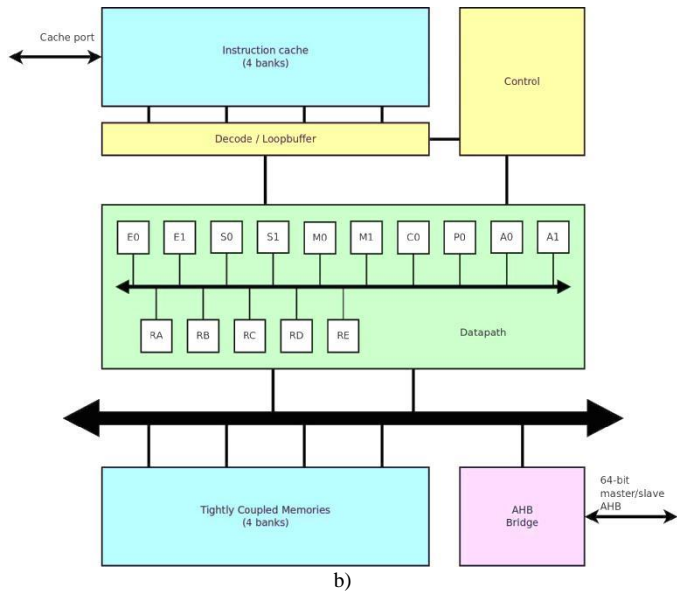 Cache port
Instruction cache
(4 banks)
Control
Decode / Loopbuffer
E0 E1 S0 S1 M0 M1 C0 P0 A0 A1
RA RB RC RD RE
Datapath
Tightly Coupled Memories
(4 banks)
AHB
Bridge
64-bit
master/slave
AHB
b)